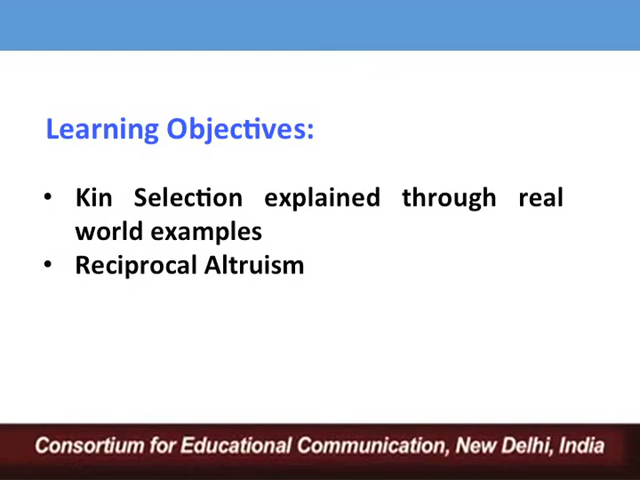 Learning Objectives:
• Kin Selection explained through real
world examples
• Reciprocal Altruism
Consortium for Educational Communication, New Delhi, India